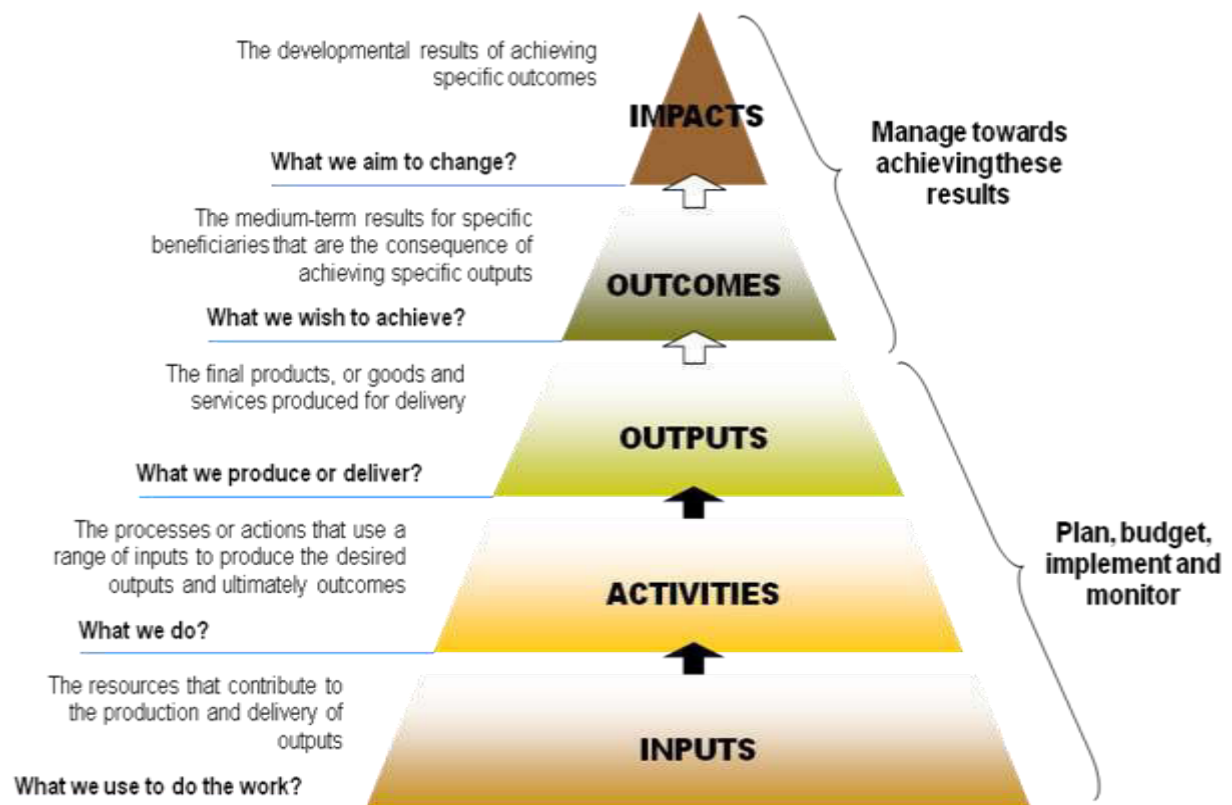 The developmental results of achieving
specific outcomes
IMPACTS
What we aim to change?
Manage towards
achieving these
results
The medium-term results for specific
beneficiaries that are the consequence of
achieving specific outputs
OUTCOMES
What we wish to achieve?
The final products, or goods and
services produced for delivery
OUTPUTS
What we produce or deliver?
The processes or actions that use a
range of inputs to produce the desired
outputs and ultimately outcomes
ACTIVITIES
What we do?
Plan, budget,
implement and
monitor
The resources that contribute to
the production and delivery of
outputs
INPUTS
What we use to do the work?